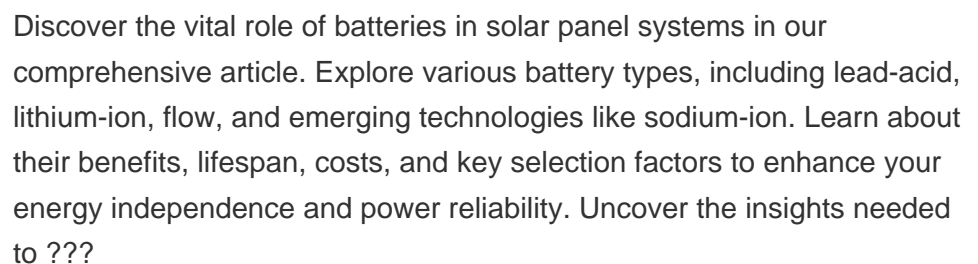 Discover the vital role of batteries in solar panel systems in our
comprehensive article. Explore various battery types, including lead-acid,
lithium-ion, flow, and emerging technologies like sodium-ion. Learn about
their benefits, lifespan, costs, and key selection factors to enhance your
energy independence and power reliability. Uncover the insights needed
to ???